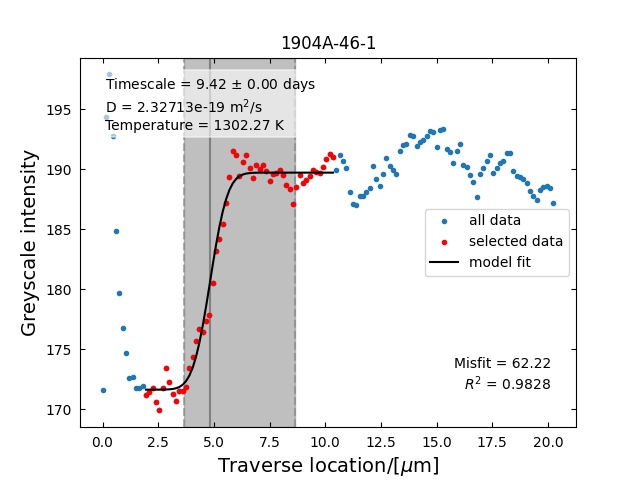 1904A-46-1
Timescale = 9.42 ± 0.00 days
D = 2.32713e-19 m²/s
Temperature = 1302.27 K
Greyscale intensity
195
190
185
180
175
170
all data
selected data
model fit
Misfit = 62.22
R² = 0.9828
0.0 2.5 5.0 7.5 10.0 12.5 15.0 17.5 20.0
Traverse location/[μm]